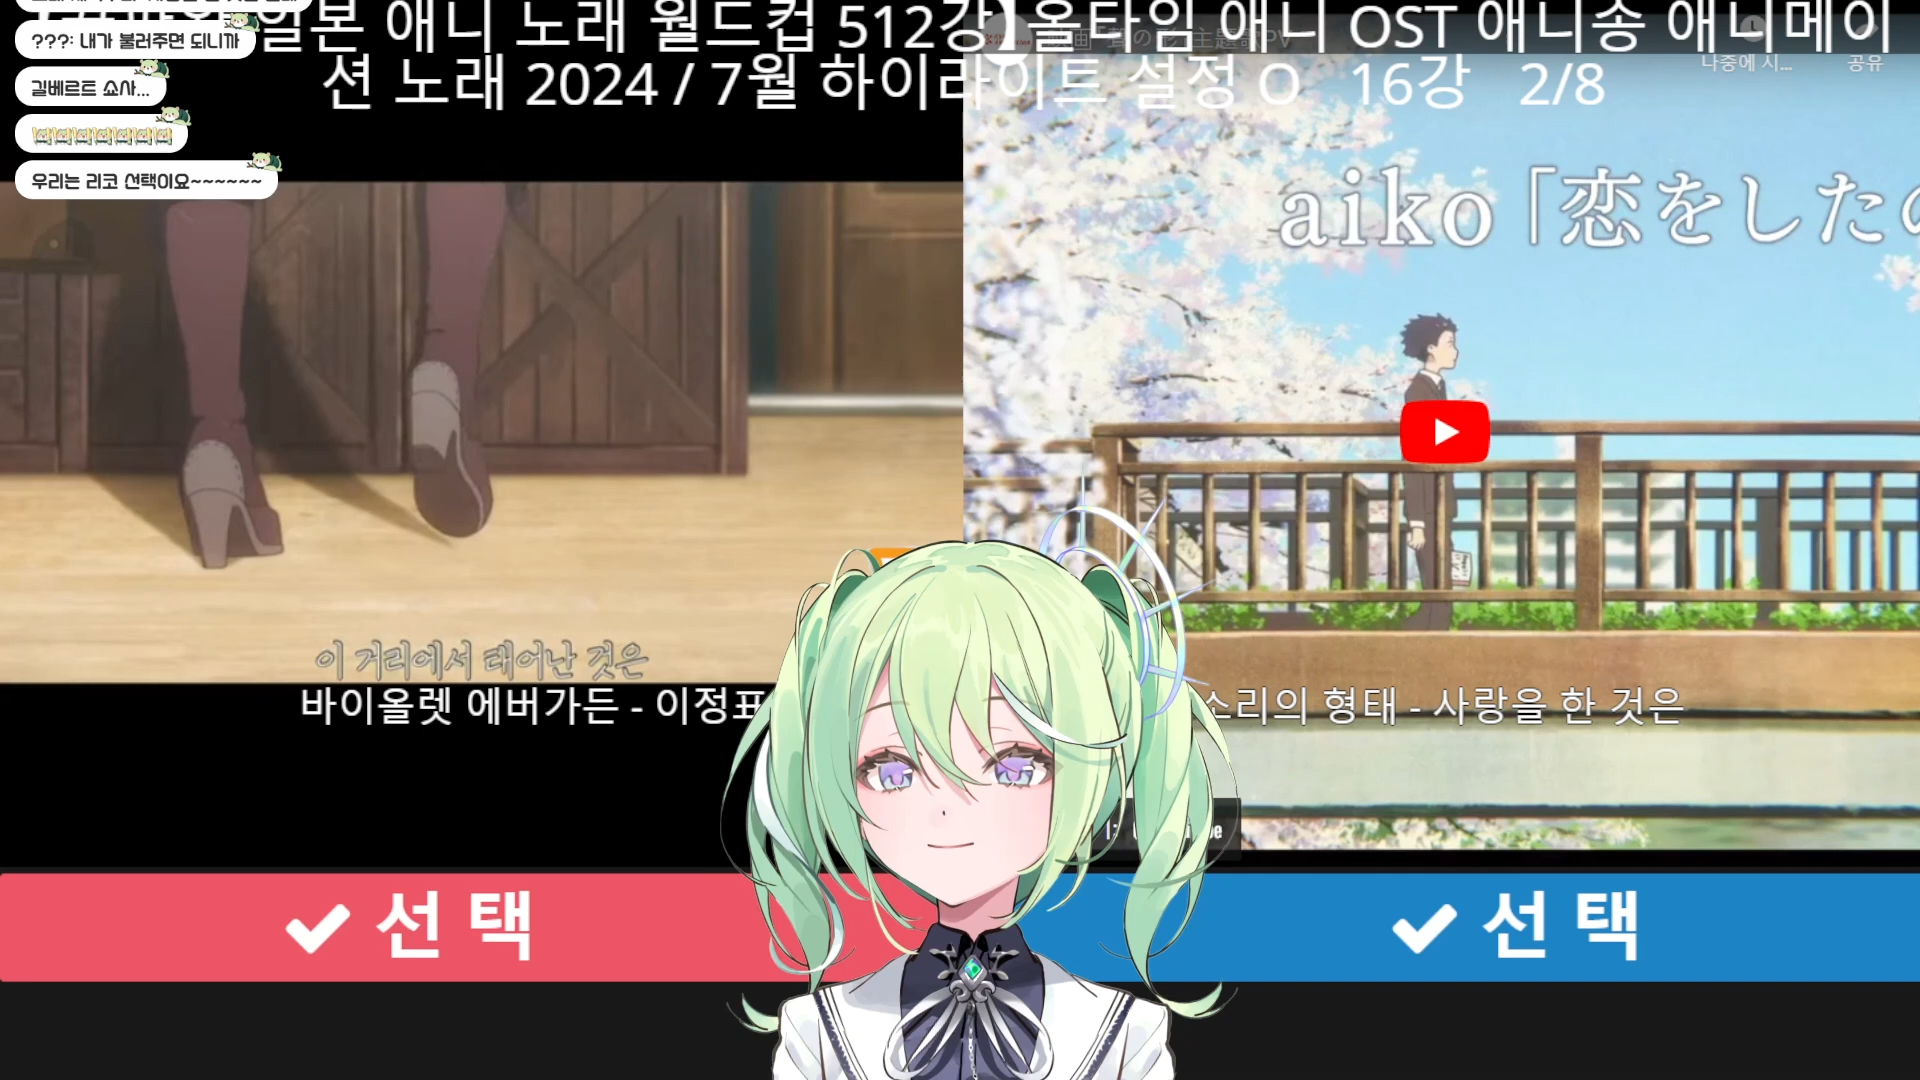 일본 애니 노래 월드컵 512강] 올타임 애니 OST 애니송 애니메이
션 노래 2024 / 7월 하이라이트 설정 O 16강 2/8
???: 내가 불러주면 되니까
길베르트 쇼사...
우리는 리코 선택이요~~~~~~
나중에 시...
공유
aiko「恋をしたの
이 거리에서 태어난 것은
바이올렛 에버가든 - 이정표
소리의 형태 - 사랑을 한 것은
선 택
선 택